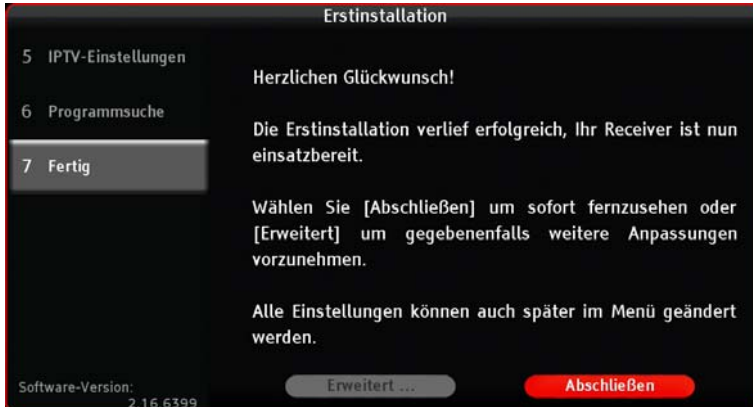 Erstinstallation
5 IPTV-Einstellungen
6 Programmsuche
7 Fertig
Herzlichen Glückwunsch!
Die Erstinstallation verlief erfolgreich, Ihr Receiver ist nun
einsatzbereit.
Wählen Sie [Abschließen] um sofort fernzusehen oder
[Erweitert] um gegebenenfalls weitere Anpassungen
vorzunehmen.
Alle Einstellungen können auch später im Menü geändert
werden.
Software-Version:
2.16.6399
Erweitert ...
Abschließen